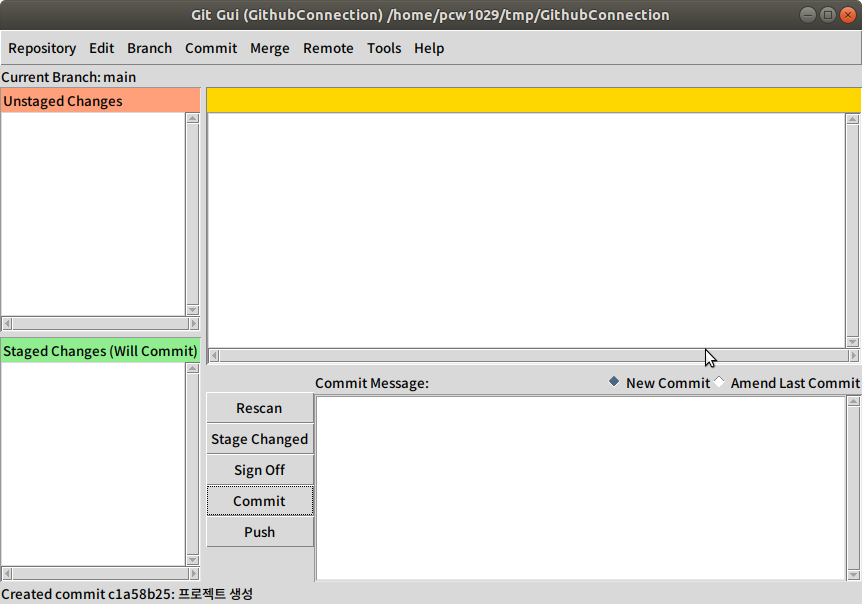 Git Gui (GithubConnection) /home/pcw1029/tmp/GithubConnection
Repository Edit Branch Commit Merge Remote Tools Help
Current Branch: main
Unstaged Changes
Staged Changes (Will Commit)
Commit Message: New Commit Amend Last Commit
Rescan
Stage Changed
Sign Off
Commit
Push
Created commit c1a58b25: 프로젝트 생성